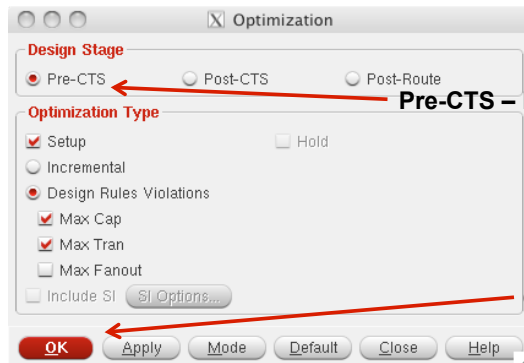 Optimization
Design Stage
Pre-CTS Post-CTS Post-Route
Pre-CTS –
Optimization Type
Setup Hold
Incremental
Design Rules Violations
Max Cap
Max Tran
Max Fanout
Include SI SI Options...
OK Apply Mode Default Close Help